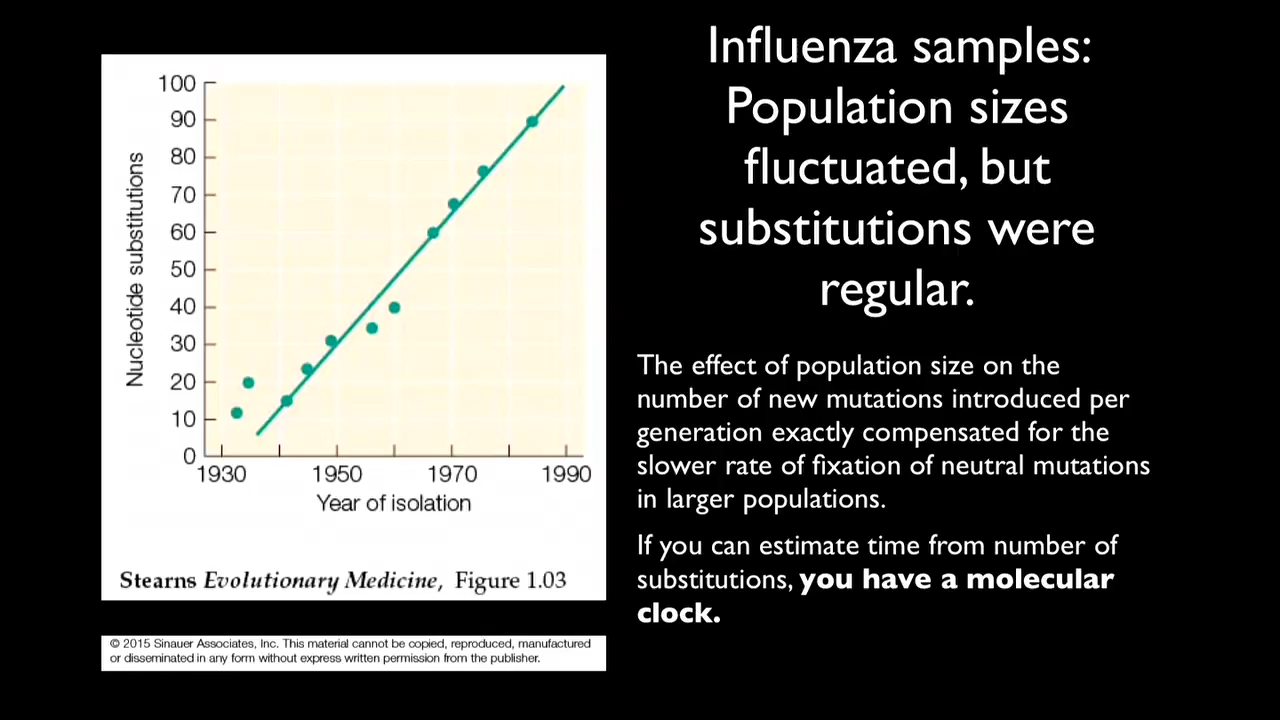 Influenza samples:
Population sizes
fluctuated, but
substitutions were
regular.
100
90
80
70
60
50
40
30
20
10
0
Nucleotide substitutions
1930 1950 1970 1990
Year of isolation
Stearns Evolutionary Medicine, Figure 1.03
© 2015 Sinauer Associates, Inc. This material cannot be copied, reproduced, manufactured
or disseminated in any form without express written permission from the publisher.
The effect of population size on the
number of new mutations introduced per
generation exactly compensated for the
slower rate of fixation of neutral mutations
in larger populations.
If you can estimate time from number of
substitutions, you have a molecular
clock.